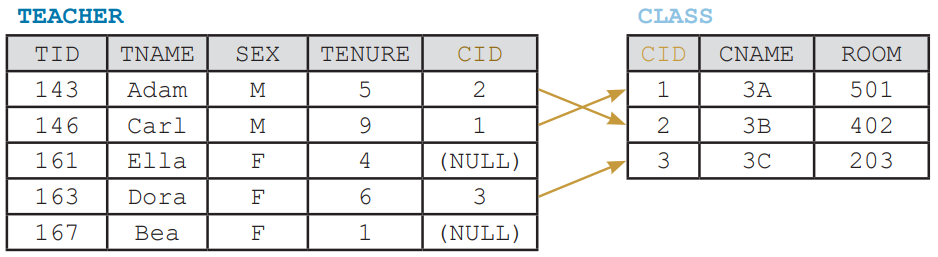 TEACHER CLASS
TID TNAME SEX TENURE CID CID CNAME ROOM
143 Adam M 5 2 1 3A 501
146 Carl M 9 1 2 3B 402
161 Ella F 4 (NULL) 3 3C 203
163 Dora F 6 3
167 Bea F 1 (NULL)